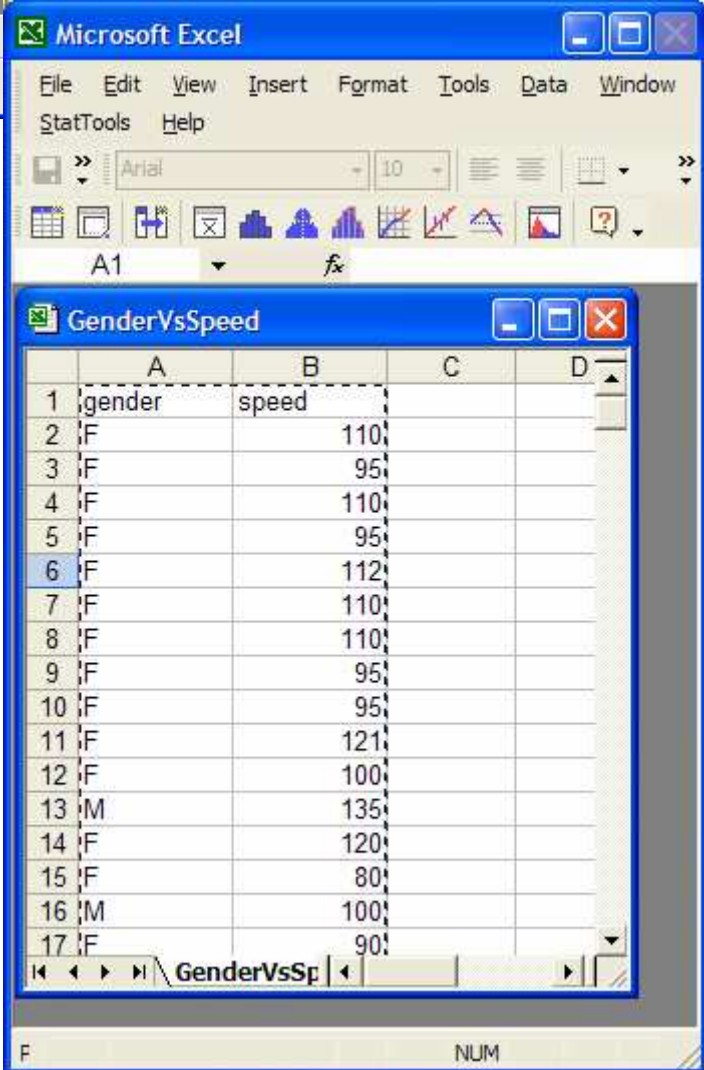 Microsoft Excel
File Edit View Insert Format Tools Data Window
StatTools Help
» Arial 10 »
A1 fx
GenderVsSpeed
A B C D
1 gender speed
2 F 110
3 F 95
4 F 110
5 F 95
6 F 112
7 F 110
8 F 110
9 F 95
10 F 95
11 F 121
12 F 100
13 M 135
14 F 120
15 F 80
16 M 100
17 F 90
GenderVsSp
F NUM